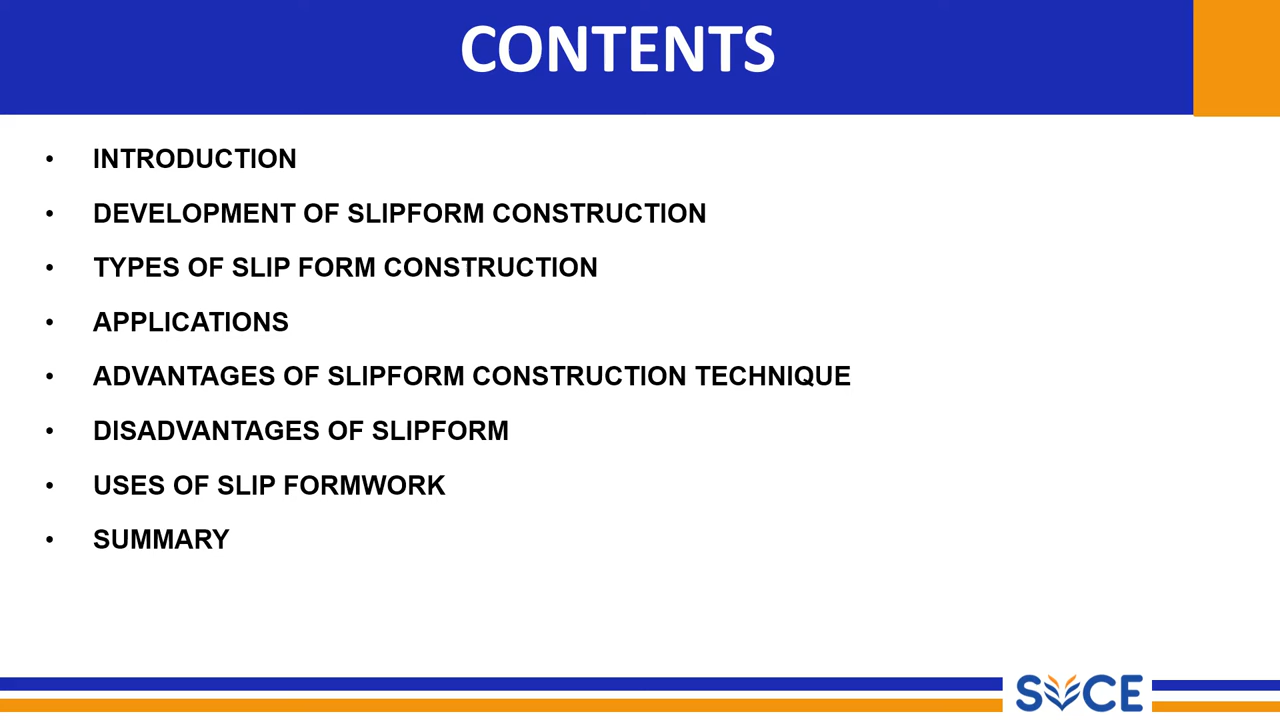 CONTENTS
• INTRODUCTION
• DEVELOPMENT OF SLIPFORM CONSTRUCTION
• TYPES OF SLIP FORM CONSTRUCTION
• APPLICATIONS
• ADVANTAGES OF SLIPFORM CONSTRUCTION TECHNIQUE
• DISADVANTAGES OF SLIPFORM
• USES OF SLIP FORMWORK
• SUMMARY
SVCE